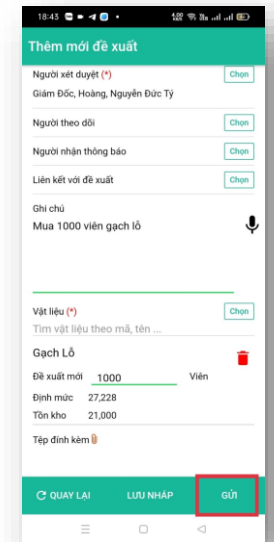 18:43
Thêm mới đề xuất
Người xét duyệt (*) Chọn
Giám Đốc, Hoàng, Nguyễn Đức Tý
Người theo dõi Chọn
Người nhận thông báo Chọn
Liên kết với đề xuất Chọn
Ghi chú
Mua 1000 viên gạch lỗ
Vật liệu (*) Chọn
Tìm vật liệu theo mã, tên ...
Gạch Lỗ
Đề xuất mới 1000 Viên
Định mức 27,228
Tồn kho 21,000
Tệp đính kèm
QUAY LẠI LƯU NHÁP GỬI